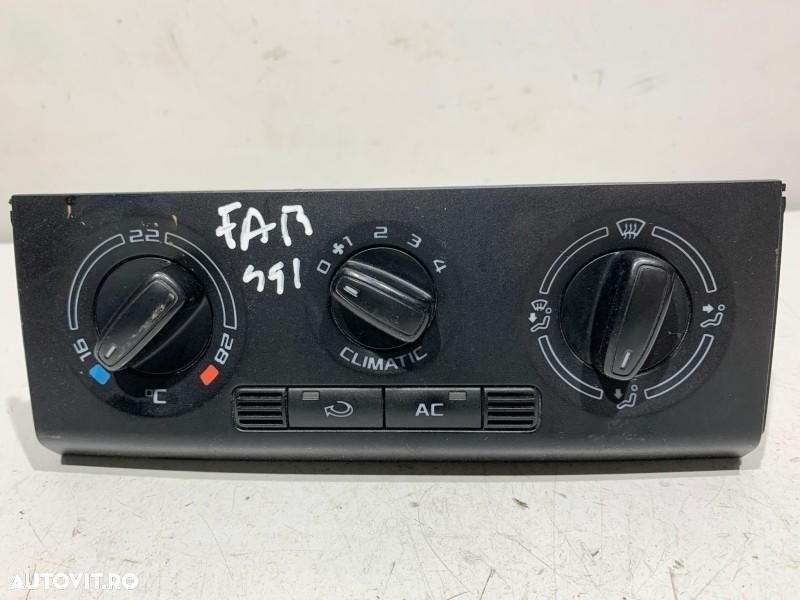 FAB
591
22
16
28
°C
0 1 2 3 4
CLIMATIC
AC
AUTOVIT.RO